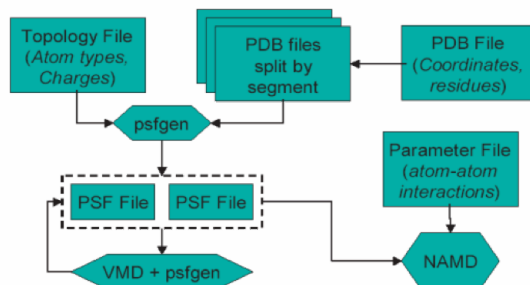 Topology File
(Atom types,
Charges)
PDB files
split by
segment
PDB File
(Coordinates,
residues)
psfgen
Parameter File
(atom-atom
interactions)
PSF File
PSF File
VMD + psfgen
NAMD